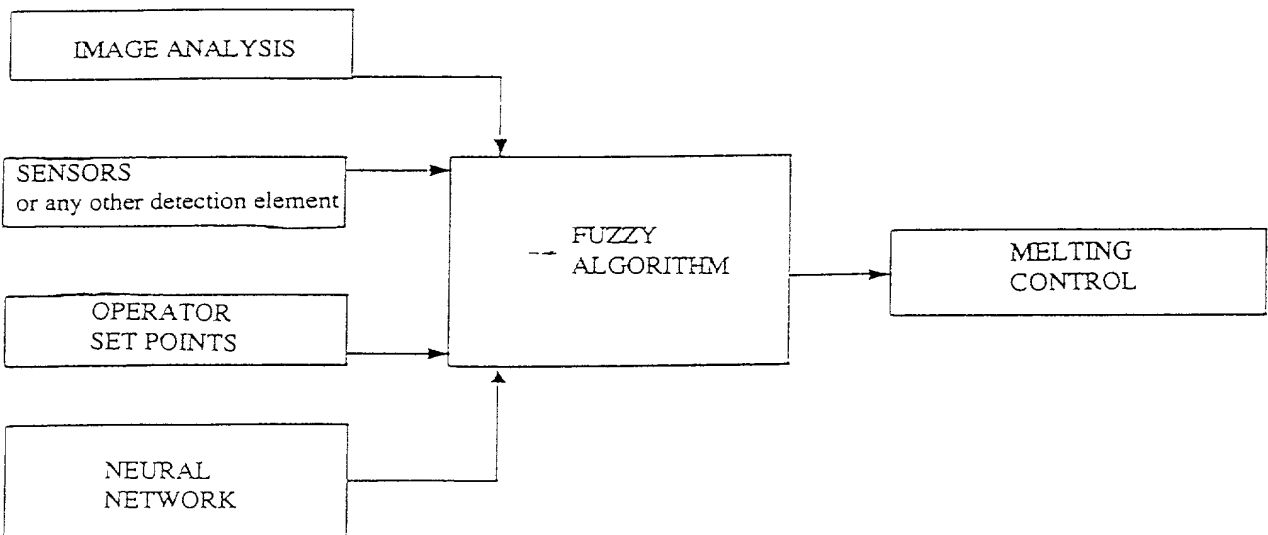 IMAGE ANALYSIS
SENSORS
or any other detection element
OPERATOR
SET POINTS
NEURAL
NETWORK
FUZZY
ALGORITHM
MELTING
CONTROL